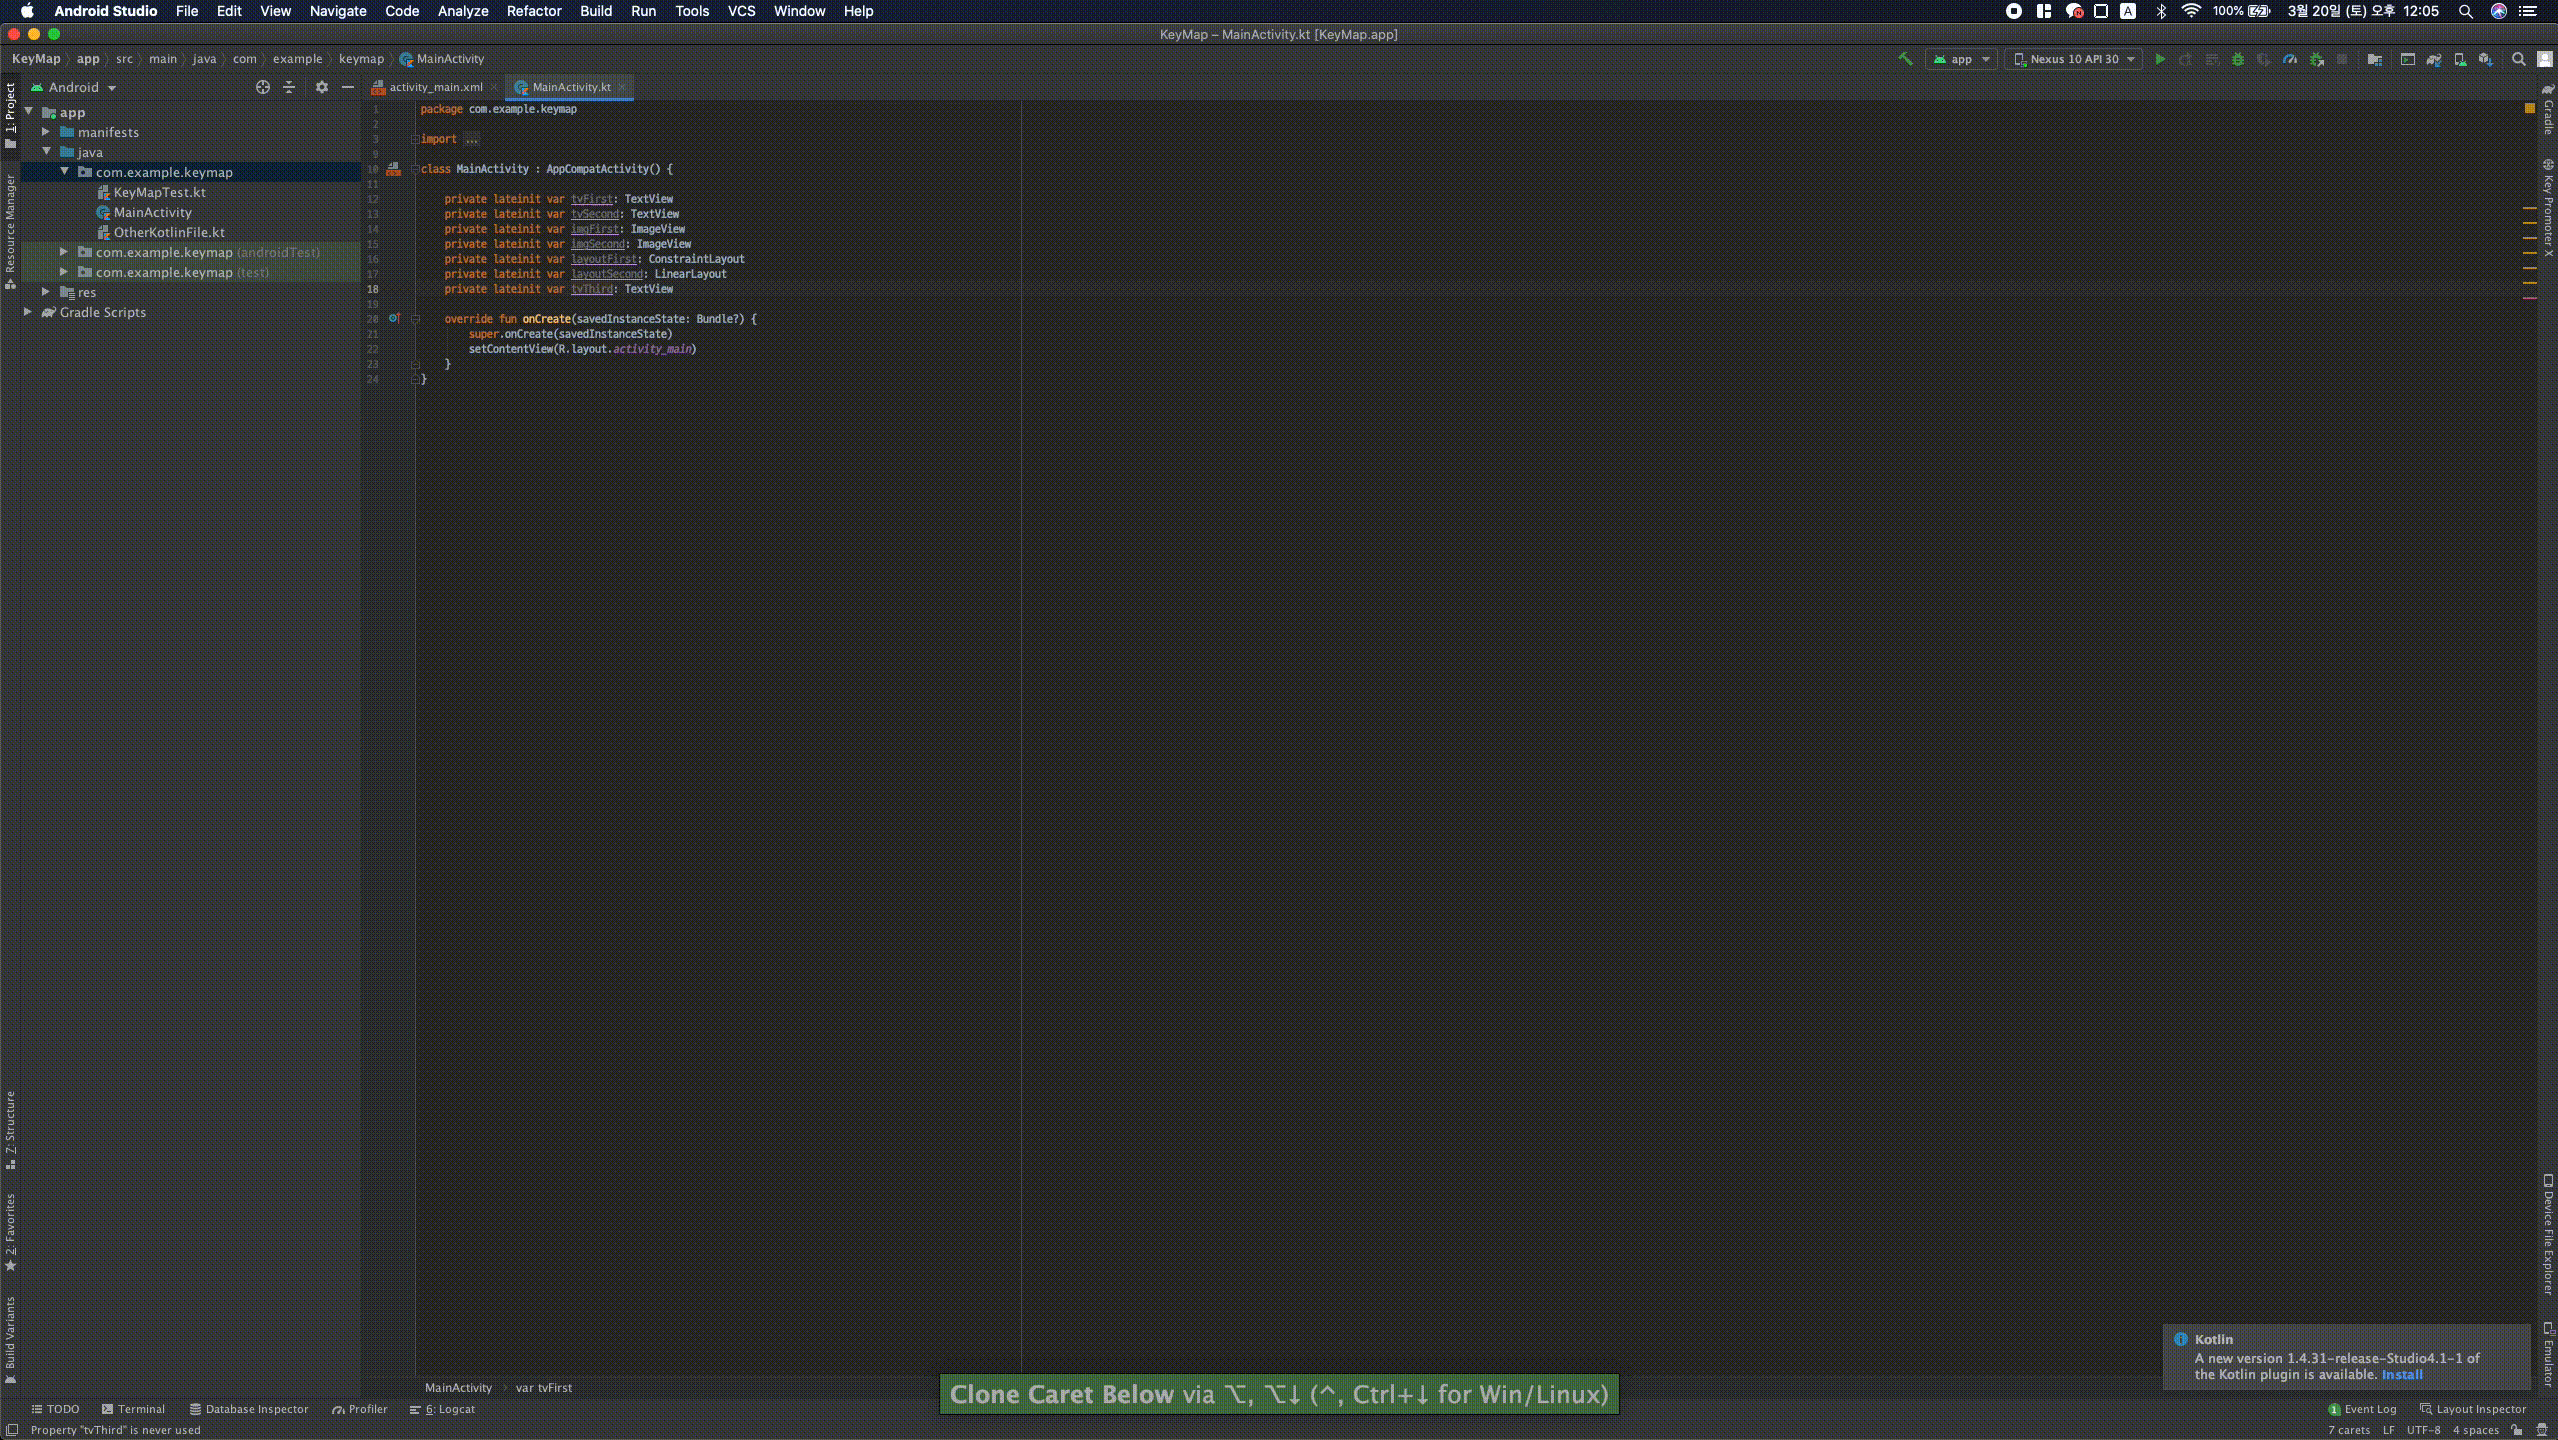 Android Studio File Edit View Navigate Code Analyze Refactor Build Run Tools VCS Window Help
A 100% 3월 20일 (토) 오후 12:05
KeyMap – MainActivity.kt [KeyMap.app]
KeyMap app src main java com example keymap MainActivity
app Nexus 10 API 30
Android
activity_main.xml MainActivity.kt
app
manifests
java
com.example.keymap
KeyMapTest.kt
MainActivity
OtherKotlinFile.kt
com.example.keymap (androidTest)
com.example.keymap (test)
res
Gradle Scripts
1 package com.example.keymap
2
3 import ...
9
10 class MainActivity : AppCompatActivity() {
11
12 private lateinit var tvFirst: TextView
13 private lateinit var tvSecond: TextView
14 private lateinit var imgFirst: ImageView
15 private lateinit var imgSecond: ImageView
16 private lateinit var layoutFirst: ConstraintLayout
17 private lateinit var layoutSecond: LinearLayout
18 private lateinit var tvThird: TextView
19
20 override fun onCreate(savedInstanceState: Bundle?) {
21 super.onCreate(savedInstanceState)
22 setContentView(R.layout.activity_main)
23 }
24 }
1: Project
Resource Manager
Z: Structure
2: Favorites
Build Variants
Gradle
Key Promoter X
Device File Explorer
Emulator
Kotlin
A new version 1.4.31-release-Studio4.1-1 of
the Kotlin plugin is available. Install
MainActivity var tvFirst
Clone Caret Below via ⌥, ⌥↓ (^, Ctrl+↓ for Win/Linux)
TODO Terminal Database Inspector Profiler 6: Logcat
1 Event Log Layout Inspector
Property "tvThird" is never used
7 carets LF UTF-8 4 spaces